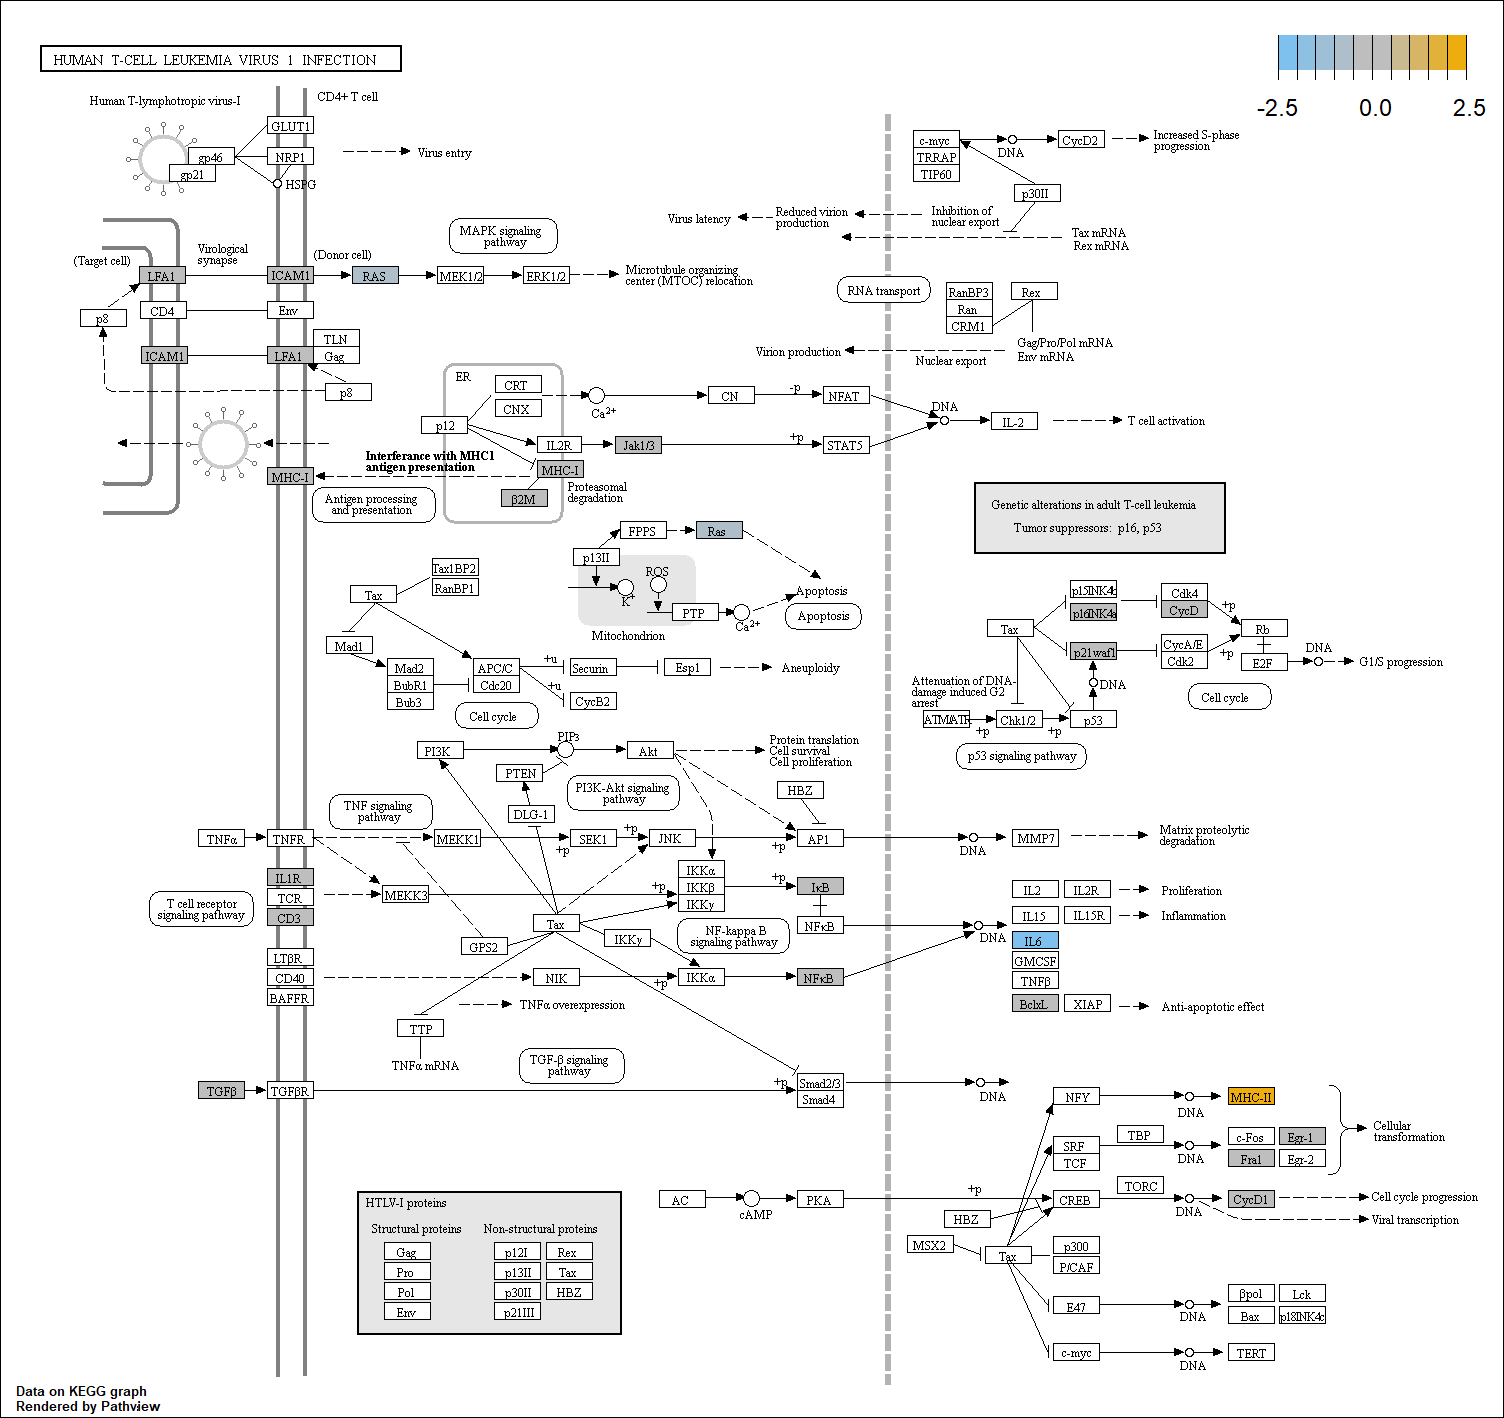 HUMAN T-CELL LEUKEMIA VIRUS 1 INFECTION
-2.5 0.0 2.5
Human T-lymphotropic virus-I
CD4+ T cell
GLUT1
gp46
NRP1
gp21
HSPG
Virus entry
c-myc
TRRAP
TIP60
DNA
CycD2
Increased S-phase
progression
p30II
Virus latency
Reduced virion
production
Inhibition of
nuclear export
Tax mRNA
Rex mRNA
MAPK signaling
pathway
(Target cell)
Virological
synapse
(Donor cell)
LFA1
ICAM1
RAS
MEK1/2
ERK1/2
Microtubule organizing
center (MTOC) relocation
CD4
Env
p8
ICAM1
LFA1
TLN
Gag
p8
RNA transport
RanBP3
Ran
CRM1
Rex
Gag/Pro/Pol mRNA
Env mRNA
Virion production
Nuclear export
ER
CRT
CNX
Ca2+
CN
-p
NFAT
p12
IL2R
Jak1/3
+p
STAT5
DNA
IL-2
T cell activation
Interferance with MHC1
antigen presentation
MHC-I
MHC-I
β2M
Proteasomal
degradation
Antigen processing
and presentation
Genetic alterations in adult T-cell leukemia
Tumor suppressors: p16, p53
FPPS
Ras
p13II
ROS
K+
PTP
Ca2+
Mitochondrion
Apoptosis
Apoptosis
Tax1BP2
RanBP1
Tax
Mad1
Mad2
BubR1
Bub3
APC/C
Cdc20
+u
Securin
Esp1
Aneuploidy
+u
CycB2
Cell cycle
p15INK4c
p16INK4a
Cdk4
CycD
+p
Tax
p21waf1
CycA/E
Cdk2
+p
Rb
E2F
DNA
G1/S progression
Attenuation of DNA-
damage induced G2
arrest
DNA
ATM/ATR
+p
Chk1/2
+p
p53
Cell cycle
p53 signaling pathway
PI3K
PIP3
Akt
Protein translation
Cell survival
Cell proliferation
PTEN
PI3K-Akt signaling
pathway
DLG-1
HBZ
TNF signaling
pathway
TNFα
TNFR
MEKK1
+p
SEK1
+p
JNK
+p
AP1
DNA
MMP7
Matrix proteolytic
degradation
IL1R
TCR
CD3
MEKK3
+p
IKKα
IKKβ
IKKγ
+p
IκB
NFκB
T cell receptor
signaling pathway
Tax
GPS2
IKKγ
NF-kappa B
signaling pathway
DNA
IL2
IL2R
Proliferation
IL15
IL15R
Inflammation
IL6
GMCSF
TNFβ
BclxL
XIAP
Anti-apoptotic effect
LTβR
CD40
BAFFR
NIK
+p
IKKα
NFκB
TNFα overexpression
TTP
TNFα mRNA
TGF-β signaling
pathway
TGFβ
TGFβR
+p
Smad2/3
Smad4
DNA
NFY
DNA
MHC-II
SRF
TCF
TBP
DNA
c-Fos
Egr-1
Fra1
Egr-2
Cellular
transformation
AC
cAMP
PKA
+p
CREB
TORC
DNA
CycD1
Cell cycle progression
Viral transcription
HBZ
MSX2
Tax
p300
P/CAF
E47
DNA
βpol
Lck
Bax
p18INK4c
c-myc
DNA
TERT
HTLV-I proteins
Structural proteins
Non-structural proteins
Gag
p12I
Rex
Pro
p13II
Tax
Pol
p30II
HBZ
Env
p21III
Data on KEGG graph
Rendered by Pathview